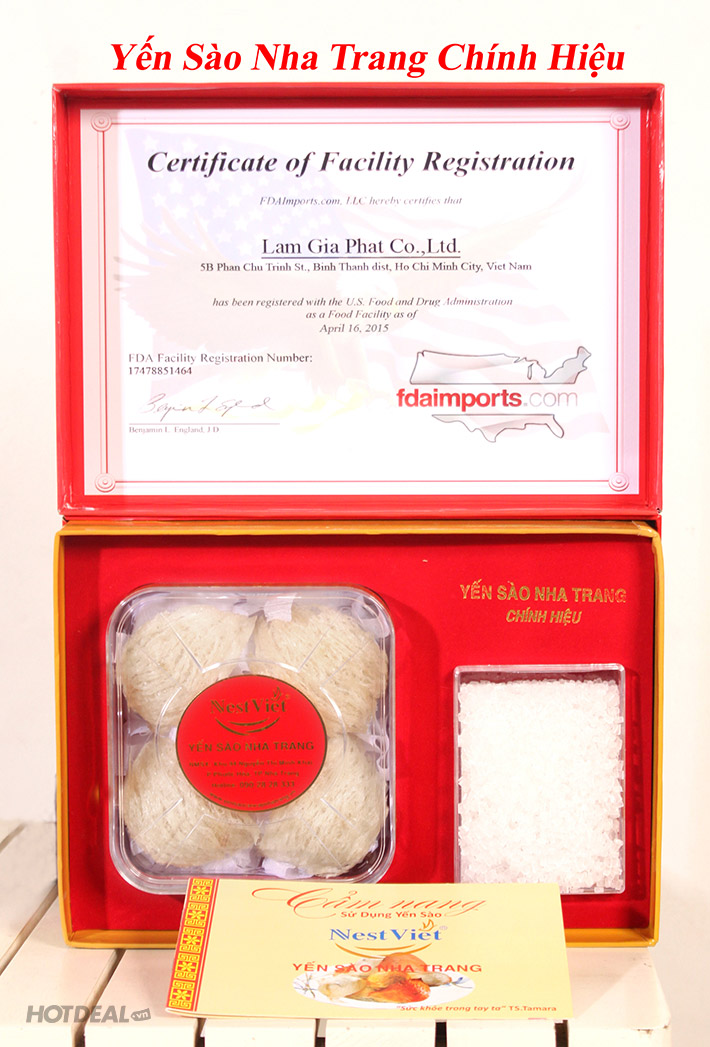 Yến Sào Nha Trang Chính Hiệu
Certificate of Facility Registration
FDAImports.com, LLC hereby certifies that
Lam Gia Phat Co.,Ltd.
5B Phan Chu Trinh St., Binh Thanh dist, Ho Chi Minh City, Viet Nam
has been registered with the U.S. Food and Drug Administration
as a Food Facility as of
April 16, 2015
FDA Facility Registration Number:
17478851464
Benjamin L. England, J.D.
fdaimports.com
YẾN SÀO NHA TRANG
CHÍNH HIỆU
NestViet
YẾN SÀO NHA TRANG
Cẩm nang
Sử Dụng Yến Sào
NestViet
YẾN SÀO NHA TRANG
"Sức khỏe trong tay ta" TS.Tamara
HOTDEAL.vn